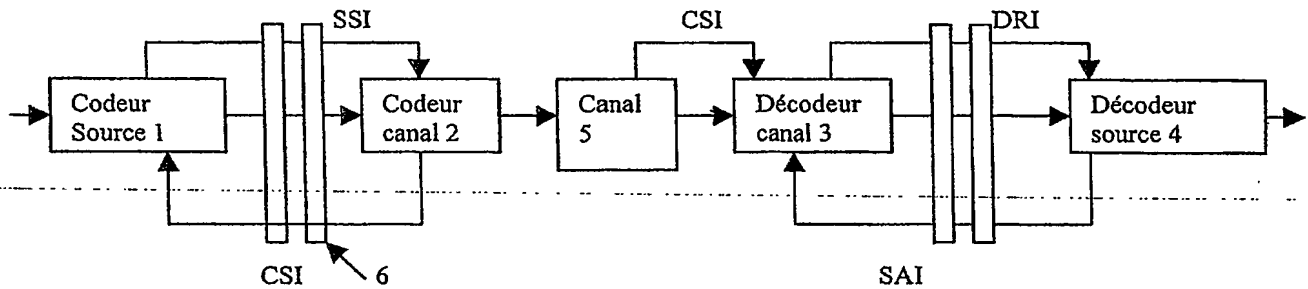 SSI
CSI
DRI
Codeur
Source 1
Codeur
canal 2
Canal
5
Décodeur
canal 3
Décodeur
source 4
CSI
6
SAI